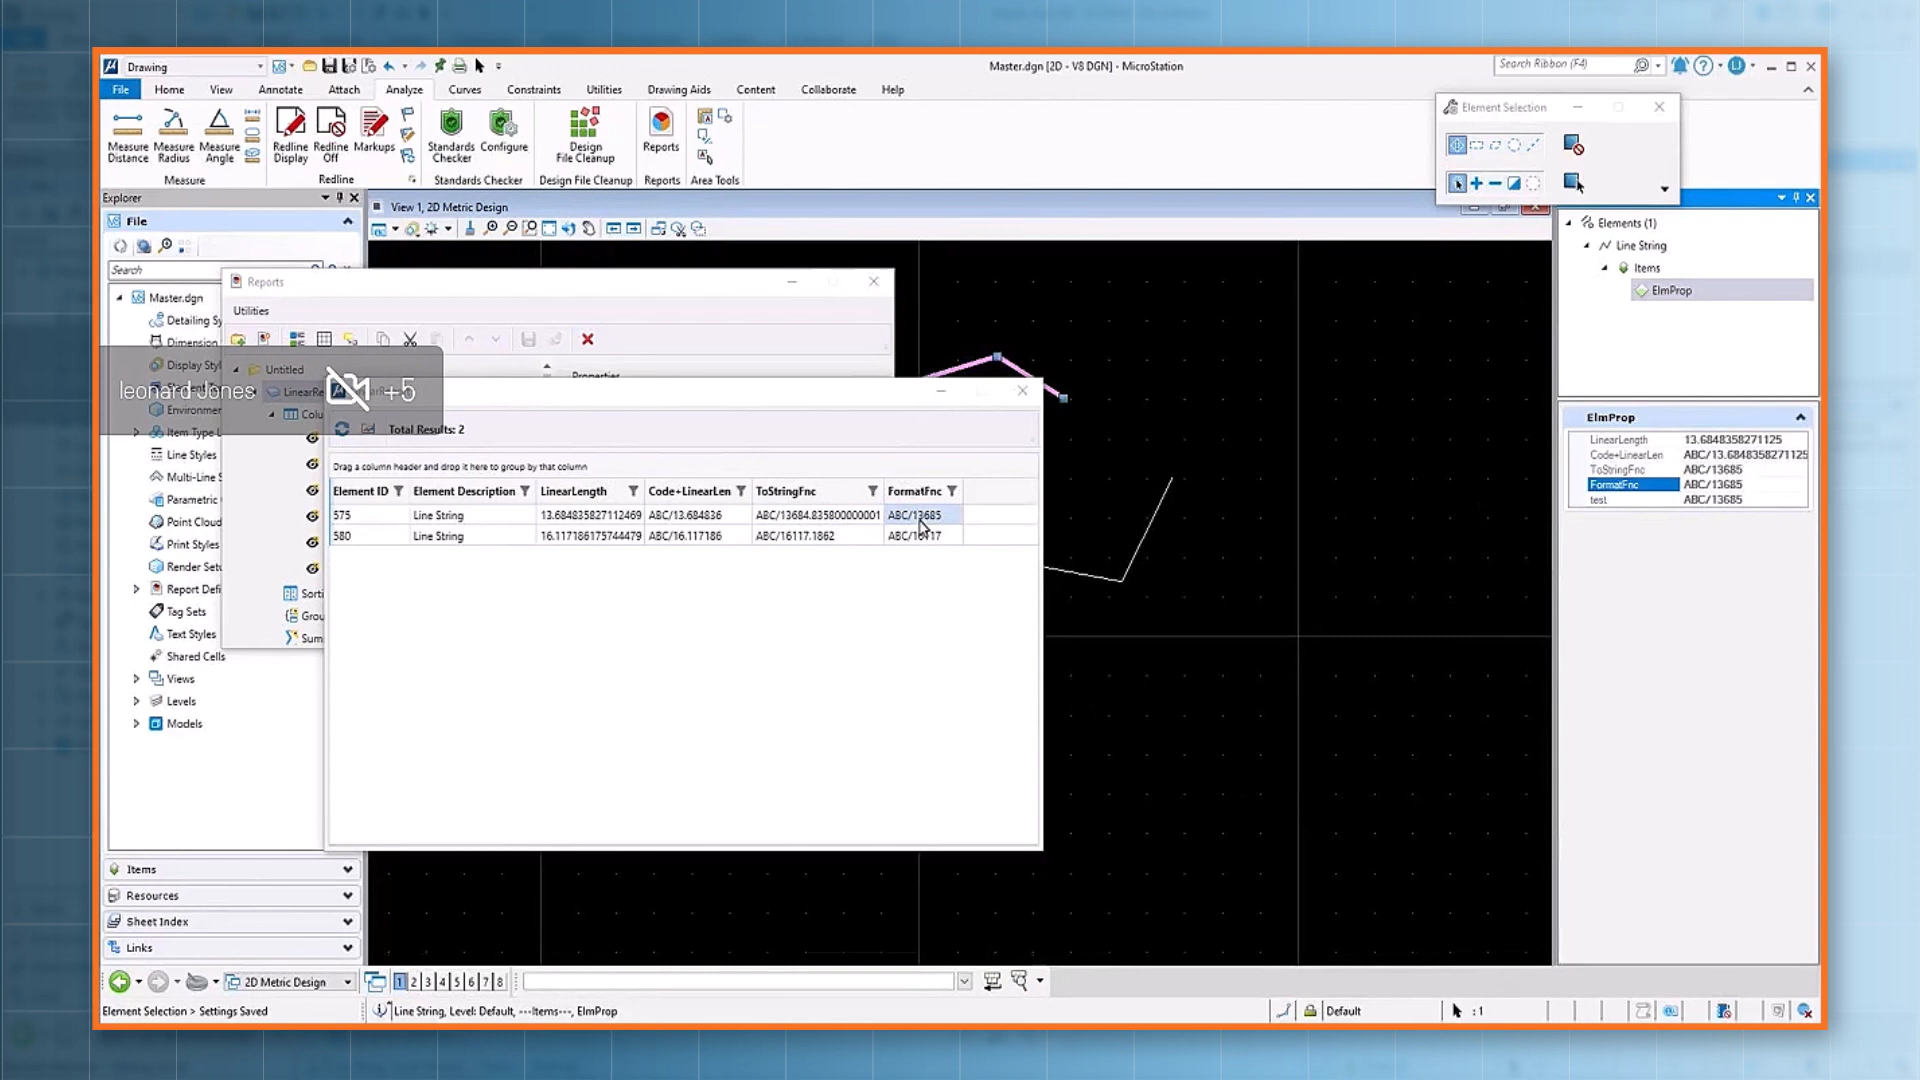 Drawing
Master.dgn [2D - V8 DGN] - MicroStation
Search Ribbon (F4)
File Home View Annotate Attach Analyze Curves Constraints Utilities Drawing Aids Content Collaborate Help
Element Selection
Measure Distance
Measure Radius
Measure Angle
Redline Display
Redline Off
Markups
Standards Checker
Configure
Design File Cleanup
Reports
Measure Redline Standards Checker Design File Cleanup Reports Area Tools
Explorer
File
Search
View 1, 2D Metric Design
Elements (1)
Line String
Items
ElmProp
Reports
Utilities
Untitled
Properties
leonard Jones +5
Total Results: 2
Drag a column header and drop it here to group by that column
Element ID Element Description LinearLength Code+LinearLen ToStringFnc FormatFnc
575 Line String 13.684835827112469 ABC/13.684836 ABC/13684.835800000001 ABC/13685
580 Line String 16.117186175744479 ABC/16.117186 ABC/16117.1862
Master.dgn
Detailing Sy
Dimension
Display Styl
Environmer
Item Type L
Line Styles
Multi-Line S
Parametric
Point Cloud
Print Styles
Render Setu
Report Defi
Tag Sets
Text Styles
Shared Cells
Views
Levels
Models
LinearRe
Colu
Sorti
Grou
Sum
ElmProp
LinearLength 13.6848358271125
Code+LinearLen ABC/13.6848358271125
ToStringFnc ABC/13685
FormatFnc ABC/13685
test ABC/13685
Items
Resources
Sheet Index
Links
2D Metric Design
1 2 3 4 5 6 7 8
Element Selection > Settings Saved
Line String, Level: Default, ---Items---, ElmProp
Default
: 1